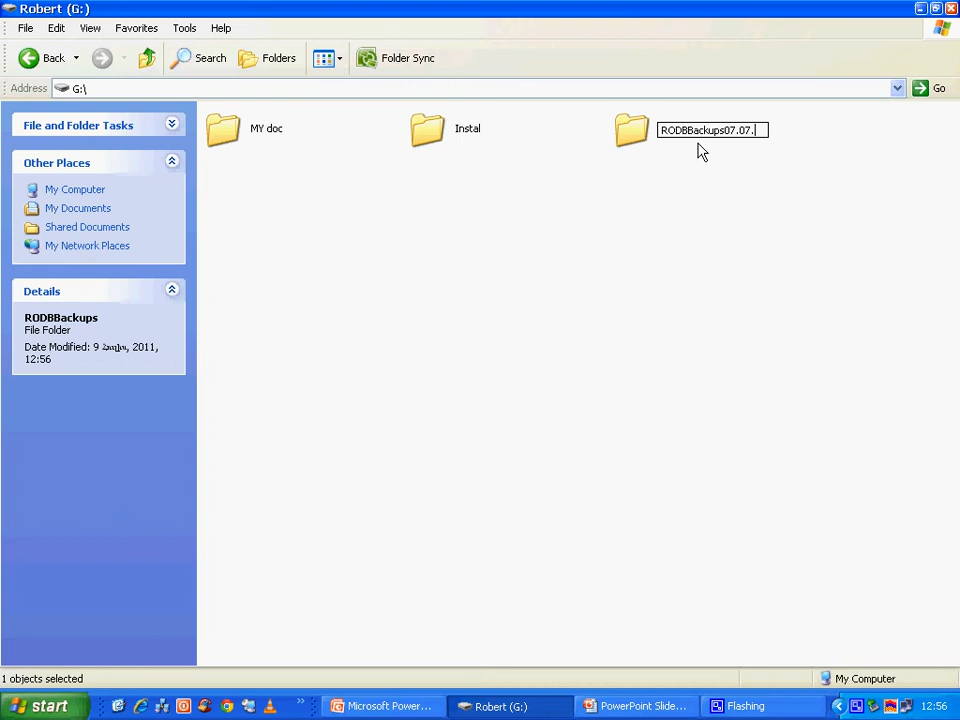 Robert (G:)
File Edit View Favorites Tools Help
Back Search Folders Folder Sync
Address G:\ Go
File and Folder Tasks
MY doc
Instal
RODBBackups07.07.
Other Places
My Computer
My Documents
Shared Documents
My Network Places
Details
RODBBackups
File Folder
Date Modified: 9 2011,
12:56
1 objects selected
My Computer
start
Microsoft Power...
Robert (G:)
PowerPoint Slide...
Flashing
12:56